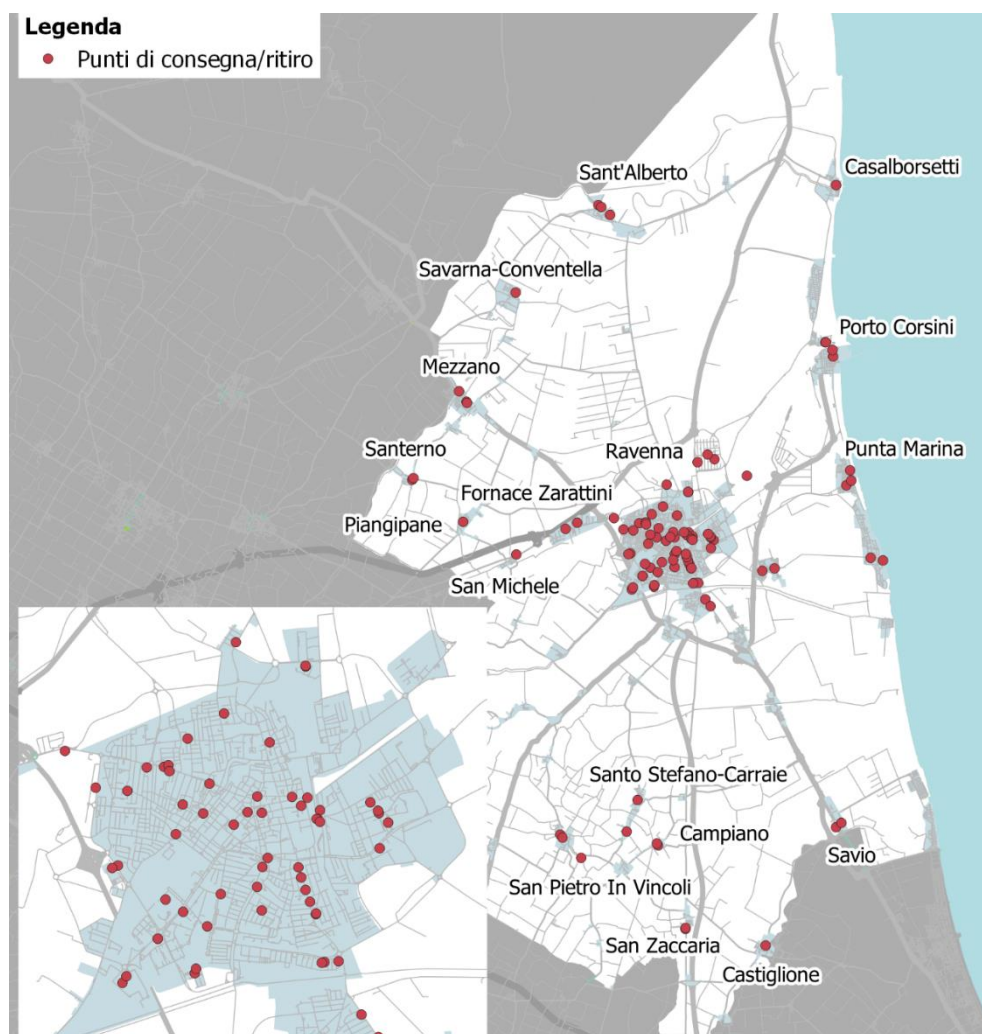 Legenda
Punti di consegna/ritiro
Sant'Alberto
Casalborsetti
Savarna-Conventella
Porto Corsini
Mezzano
Santerno
Ravenna
Punta Marina
Fornace Zarattini
Piangipane
San Michele
Santo Stefano-Carraie
Campiano
Savio
San Pietro In Vincoli
San Zaccaria
Castiglione